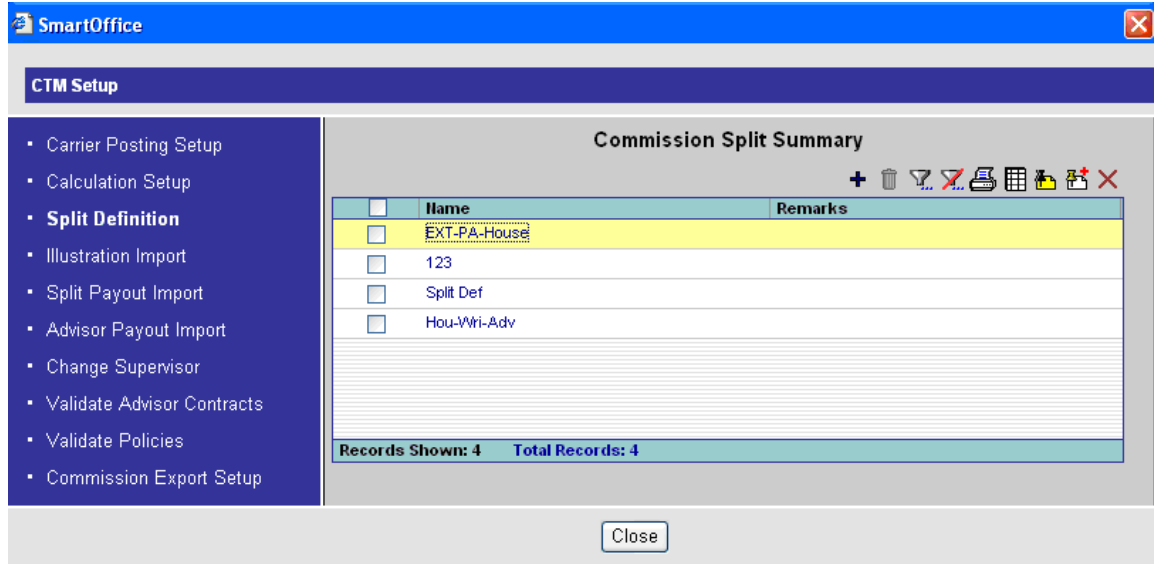 SmartOffice
CTM Setup
Carrier Posting Setup
Calculation Setup
Split Definition
Illustration Import
Split Payout Import
Advisor Payout Import
Change Supervisor
Validate Advisor Contracts
Validate Policies
Commission Export Setup
Commission Split Summary
Name Remarks
EXT-PA-House
123
Split Def
Hou-Wri-Adv
Records Shown: 4 Total Records: 4
Close